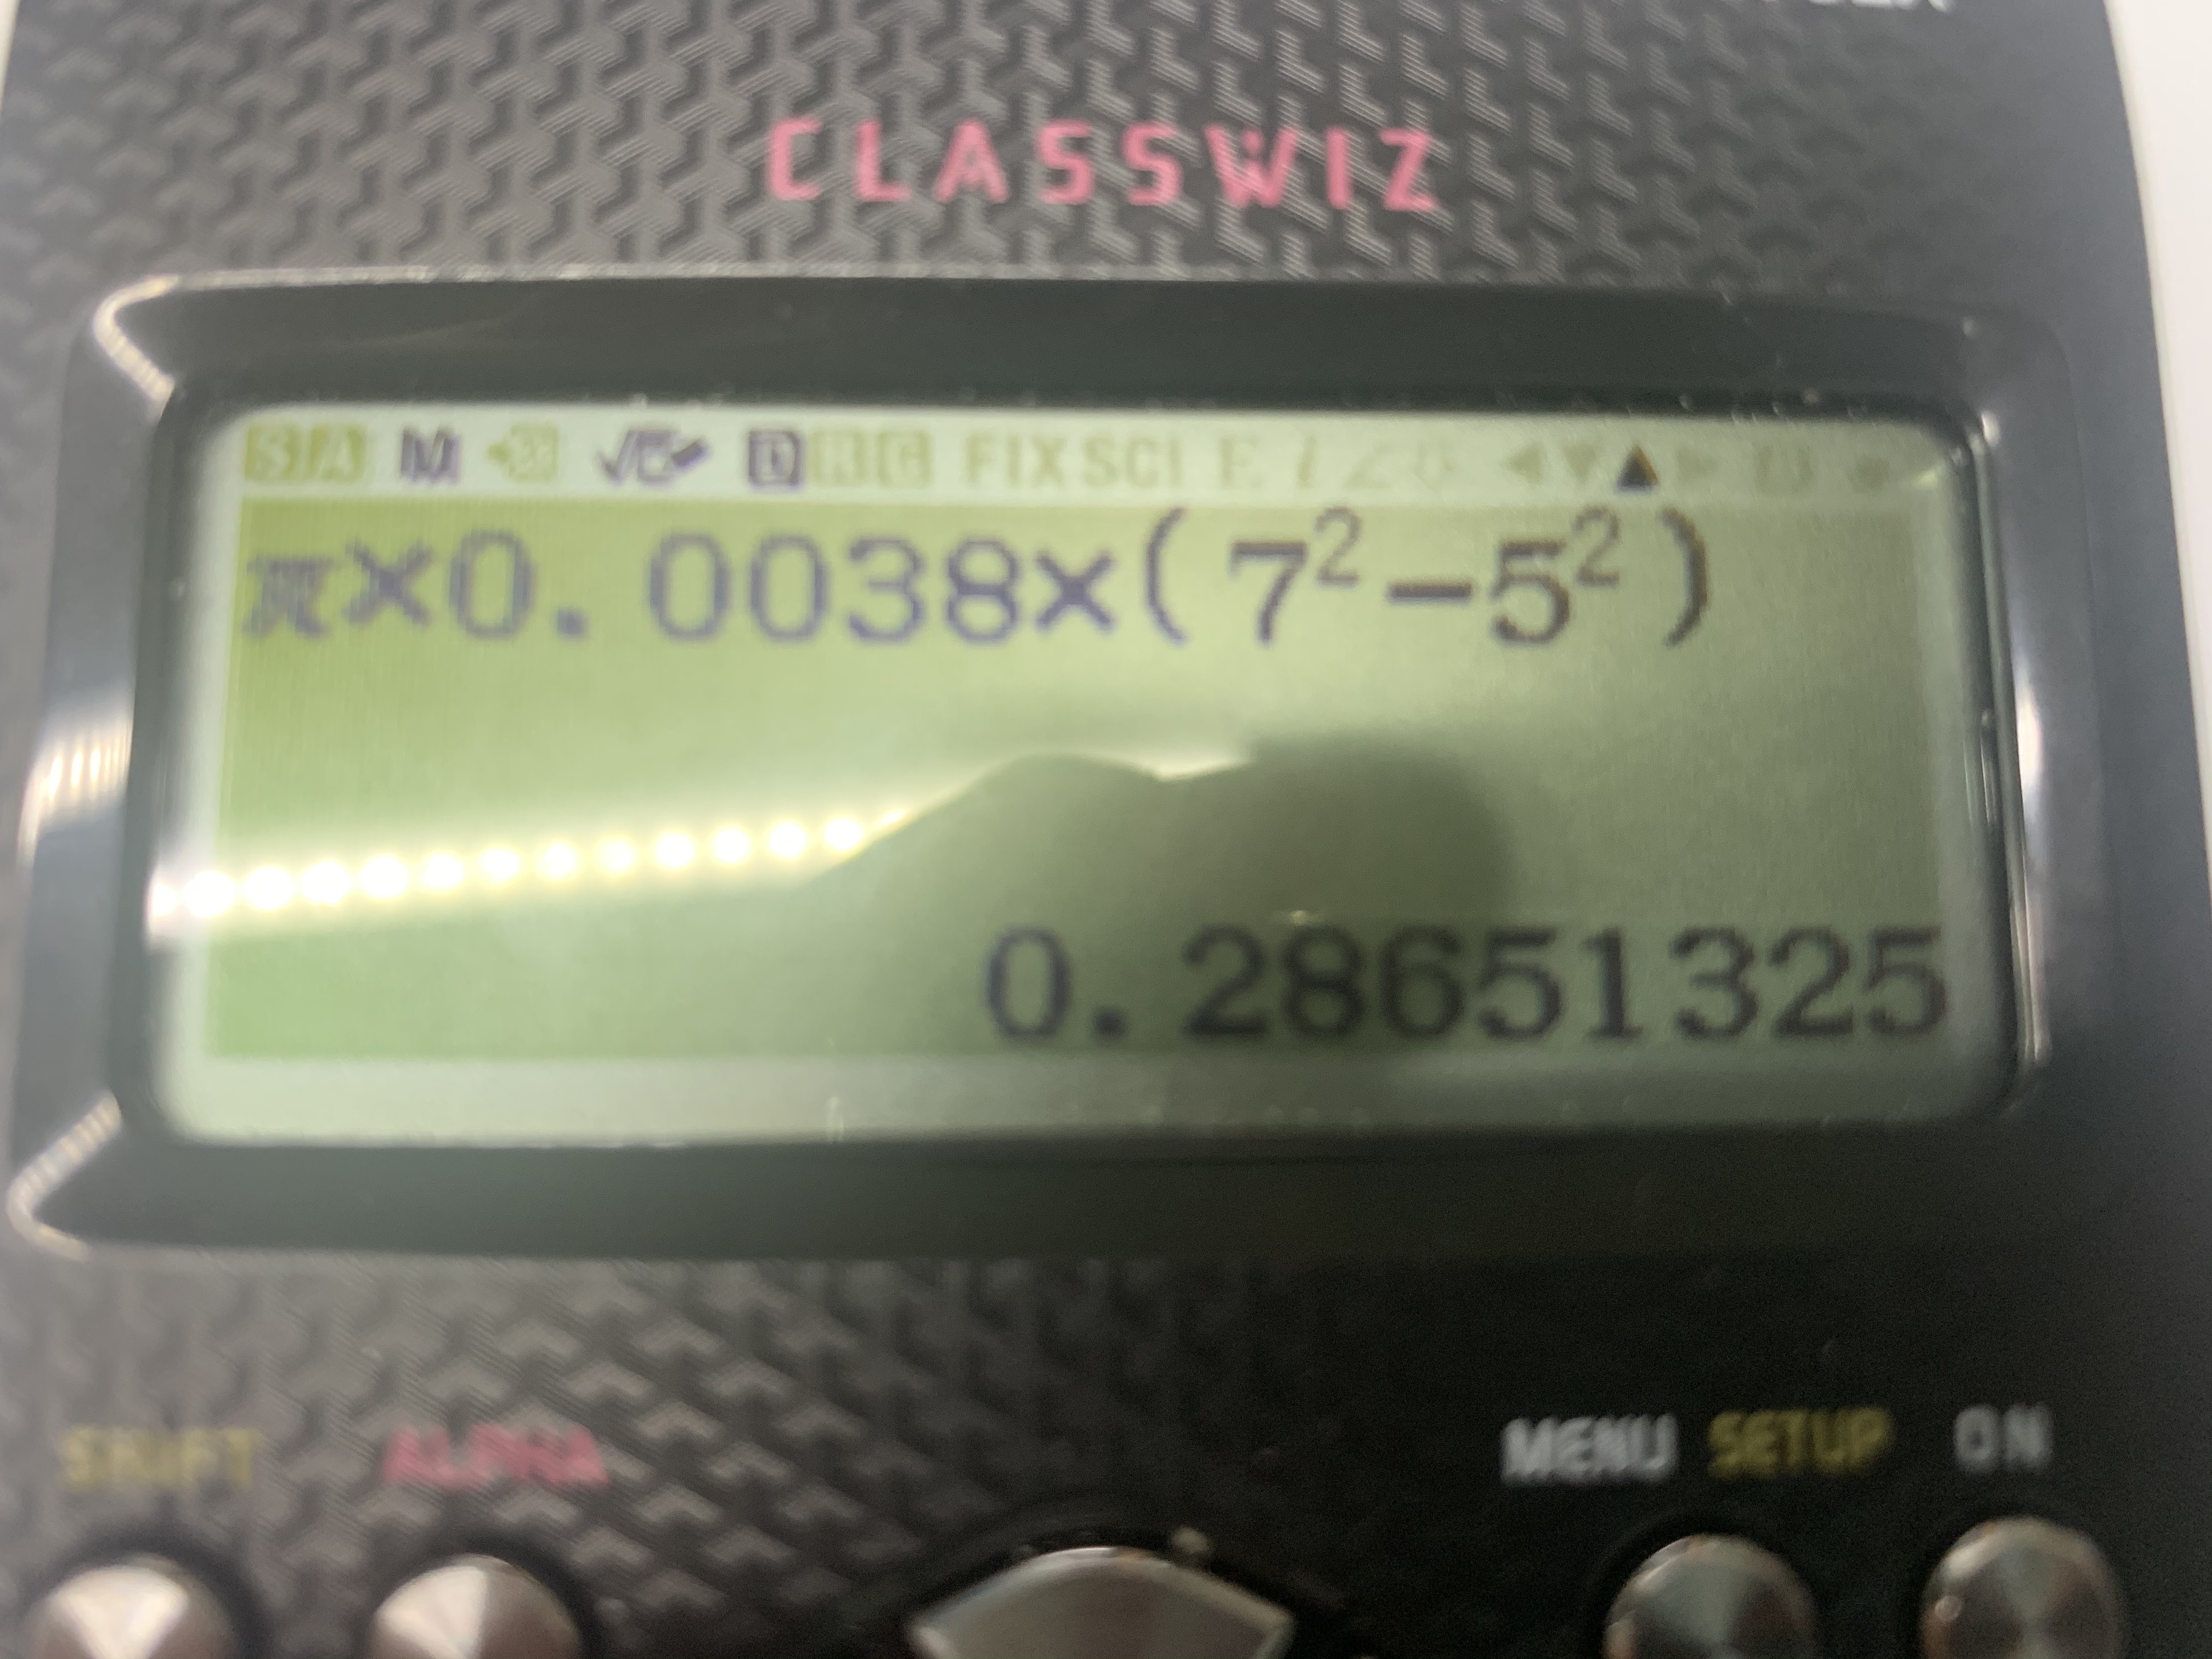 CLASSWIZ
S A M √ D R G FIX SCI E i ∠ ◀ ▼ ▲ ▶
π×0.0038×(7²−5²)
0.28651325
SHIFT ALPHA MENU SETUP ON